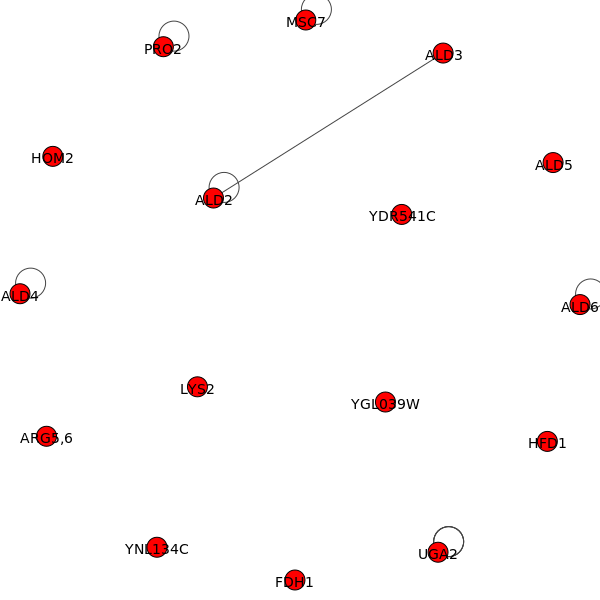 MSC7
PRO2
ALD3
HOM2
ALD5
ALD2
YDR541C
ALD4
ALD6
LYS2
YGL039W
ARG5,6
HFD1
YNL134C
UGA2
FDH1